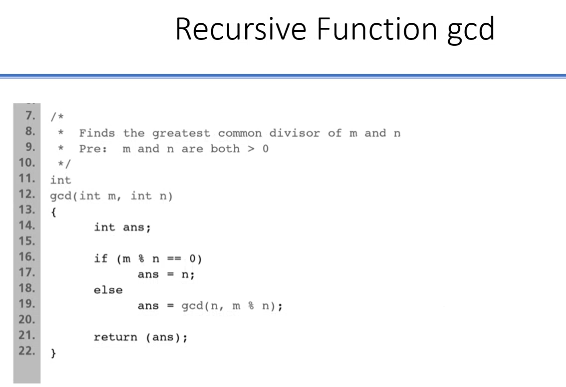 Recursive Function gcd
7. /*
8. * Finds the greatest common divisor of m and n
9. * Pre: m and n are both > 0
10. */
11. int
12. gcd(int m, int n)
13. {
14. int ans;
15.
16. if (m % n == 0)
17. ans = n;
18. else
19. ans = gcd(n, m % n);
20.
21. return (ans);
22. }